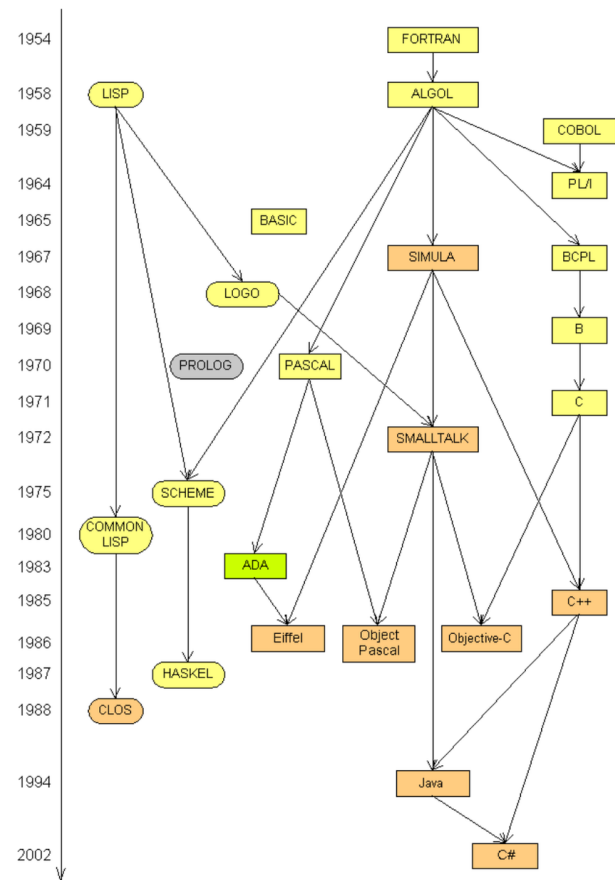 1954
FORTRAN
1958
LISP
ALGOL
1959
COBOL
1964
PL/I
1965
BASIC
1967
SIMULA
BCPL
1968
LOGO
1969
B
1970
PROLOG
PASCAL
1971
C
1972
SMALLTALK
1975
SCHEME
1980
COMMON
LISP
1983
ADA
1985
C++
1986
Eiffel
Object
Pascal
Objective-C
1987
HASKEL
1988
CLOS
1994
Java
2002
C#